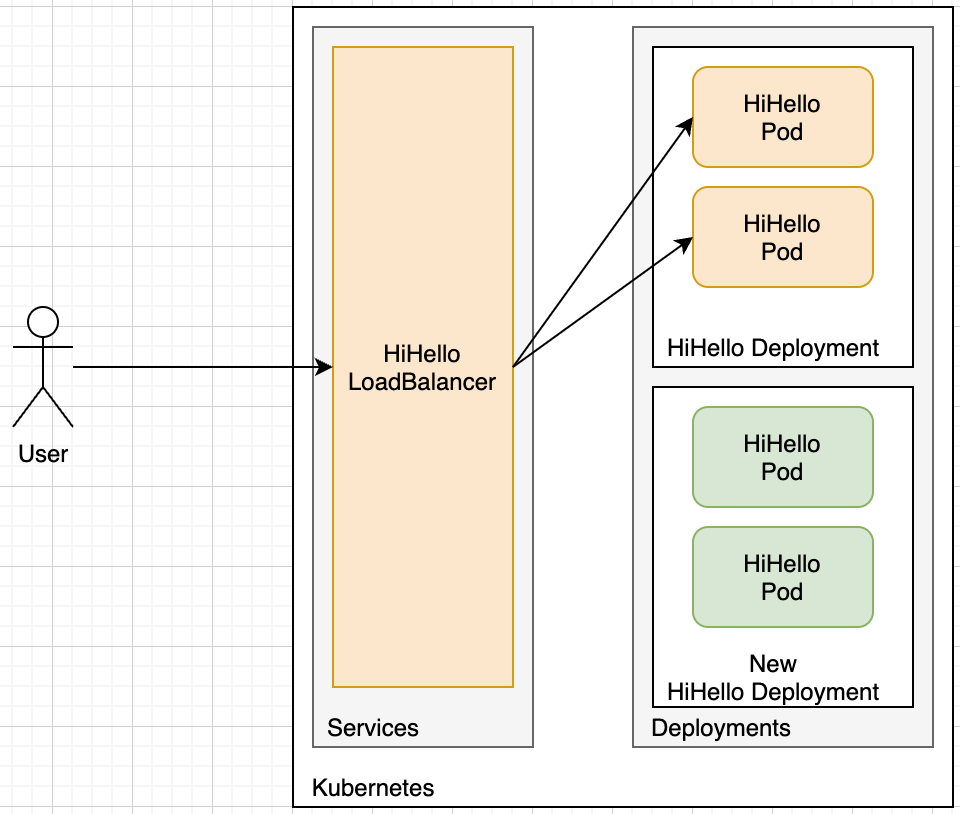 User
HiHello
LoadBalancer
Services
HiHello
Pod
HiHello
Pod
HiHello Deployment
HiHello
Pod
HiHello
Pod
New
HiHello Deployment
Deployments
Kubernetes